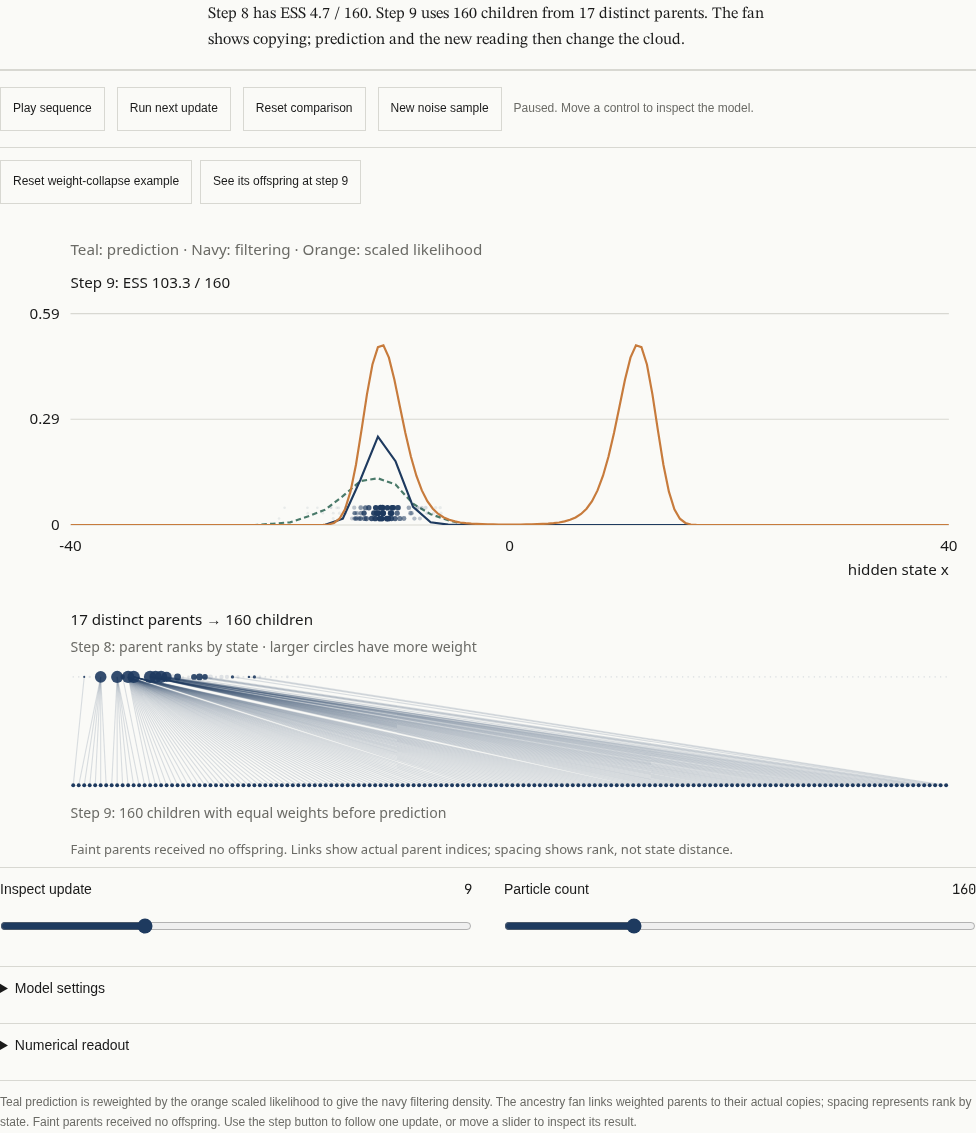 Step 8 has ESS 4.7 / 160. Step 9 uses 160 children from 17 distinct parents. The fan
shows copying; prediction and the new reading then change the cloud.
Play sequence
Run next update
Reset comparison
New noise sample
Paused. Move a control to inspect the model.
Reset weight-collapse example
See its offspring at step 9
Teal: prediction · Navy: filtering · Orange: scaled likelihood
Step 9: ESS 103.3 / 160
0.59
0.29
0
-40
0
40
hidden state x
17 distinct parents → 160 children
Step 8: parent ranks by state · larger circles have more weight
Step 9: 160 children with equal weights before prediction
Faint parents received no offspring. Links show actual parent indices; spacing shows rank, not state distance.
Inspect update
9
Particle count
160
Model settings
Numerical readout
Teal prediction is reweighted by the orange scaled likelihood to give the navy filtering density. The ancestry fan links weighted parents to their actual copies; spacing represents rank by
state. Faint parents received no offspring. Use the step button to follow one update, or move a slider to inspect its result.